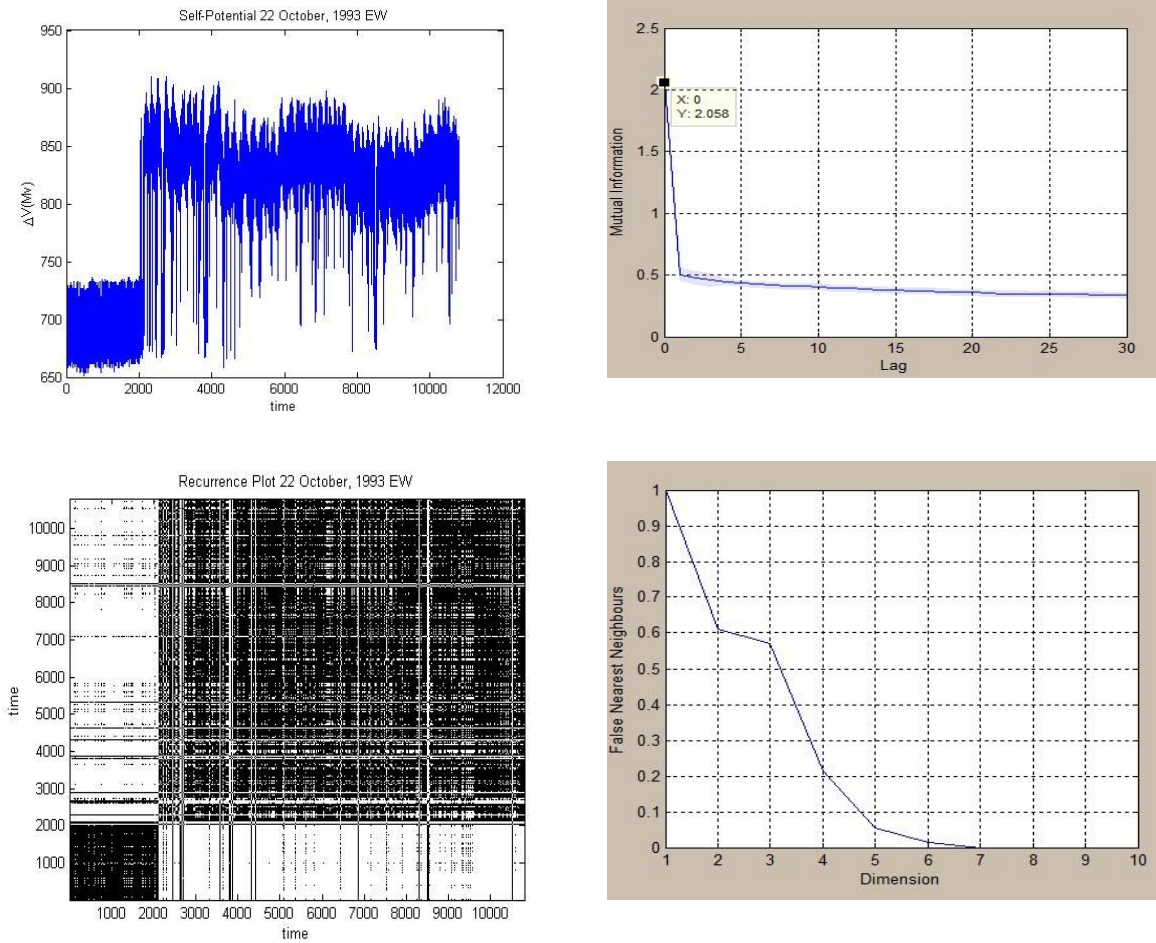 Self-Potential 22 October, 1993 EW
950
900
850
800
750
700
650
ΔV(Mv)
0 2000 4000 6000 8000 10000 12000
time
2.5
2
1.5
1
0.5
0
Mutual Information
X: 0
Y: 2.058
0 5 10 15 20 25 30
Lag
Recurrence Plot 22 October, 1993 EW
10000
9000
8000
7000
6000
5000
4000
3000
2000
1000
time
1000 2000 3000 4000 5000 6000 7000 8000 9000 10000
time
1
0.9
0.8
0.7
0.6
0.5
0.4
0.3
0.2
0.1
0
False Nearest Neighbours
1 2 3 4 5 6 7 8 9 10
Dimension